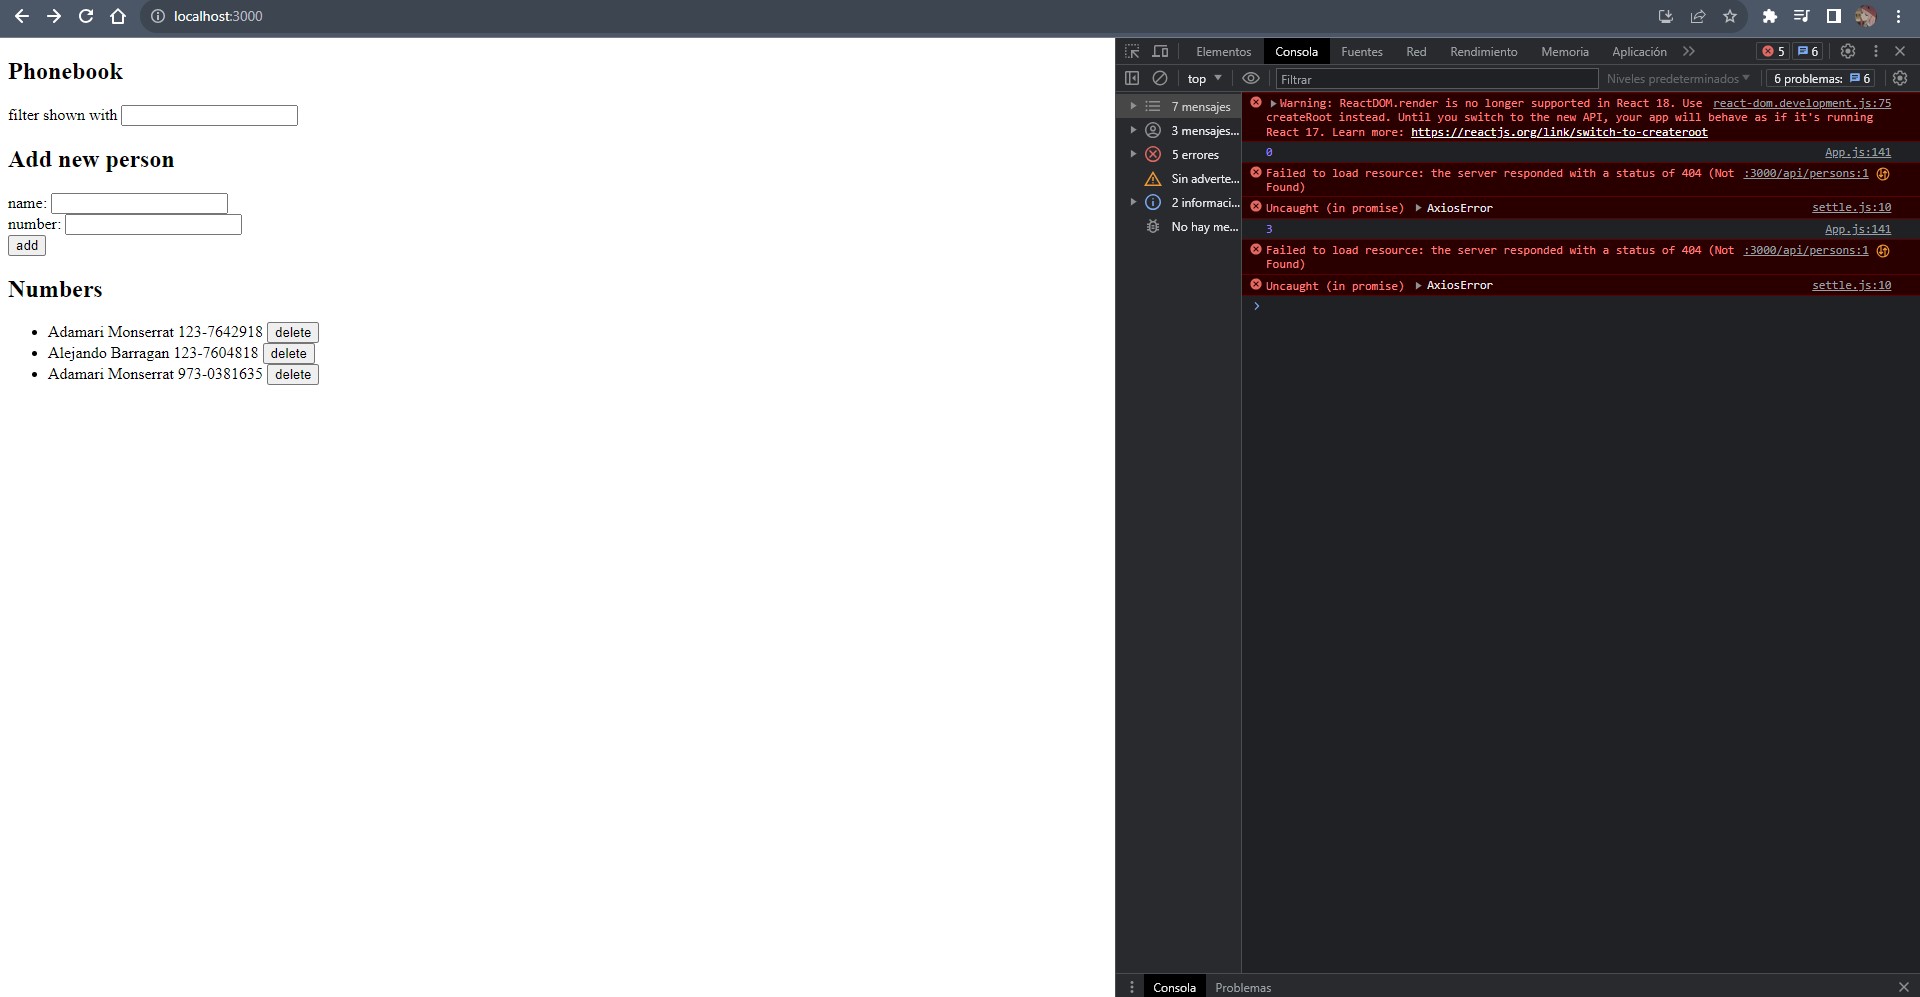 localhost:3000
Phonebook
filter shown with
Add new person
name:
number:
add
Numbers
Adamari Monserrat 123-7642918 delete
Alejando Barragan 123-7604818 delete
Adamari Monserrat 973-0381635 delete
Elementos Consola Fuentes Red Rendimiento Memoria Aplicación 5 6
top Filtrar Niveles predeterminados 6 problemas: 6
7 mensajes
3 mensajes...
5 errores
Sin adverte...
2 informaci...
No hay me...
Warning: ReactDOM.render is no longer supported in React 18. Use react-dom.development.js:75
createRoot instead. Until you switch to the new API, your app will behave as if it's running
React 17. Learn more: https://reactjs.org/link/switch-to-createroot
0 App.js:141
Failed to load resource: the server responded with a status of 404 (Not :3000/api/persons:1
Found)
Uncaught (in promise) AxiosError settle.js:10
3 App.js:141
Failed to load resource: the server responded with a status of 404 (Not :3000/api/persons:1
Found)
Uncaught (in promise) AxiosError settle.js:10
Consola Problemas